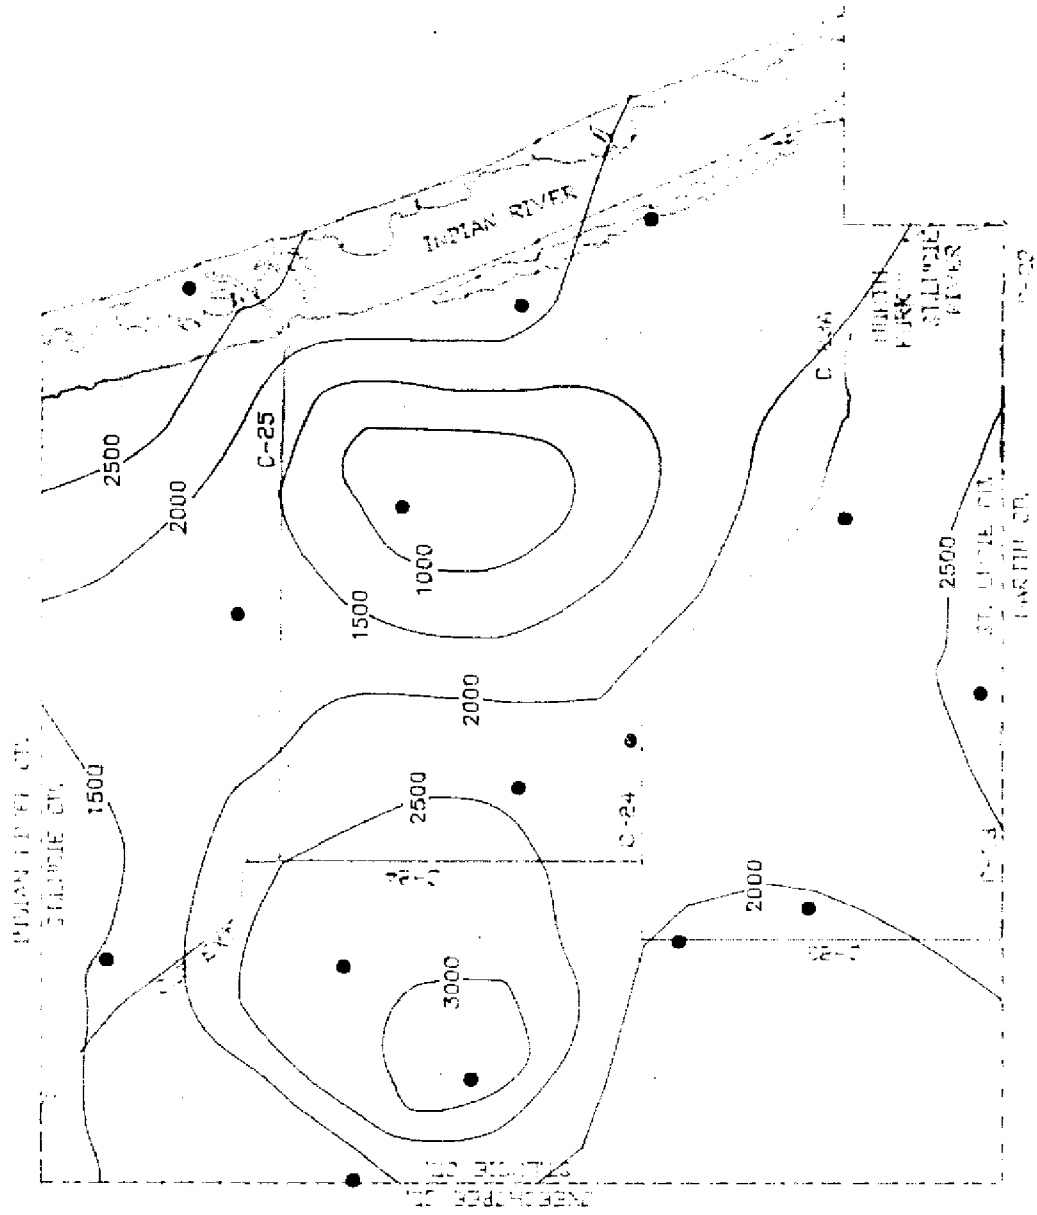 INDIAN RIVER
C-25
2500
2000
1000
1500
2000
1500
2500
3000
C-24
C-24
2000
2500
NORTH
FORK
ST. LUCIE
RIVER
ST. LUCIE CO.
MARTIN CO.
INDIAN RIVER CO.
ST. LUCIE CO.
ST. LUCIE CO.
OKEECHOBEE CO.